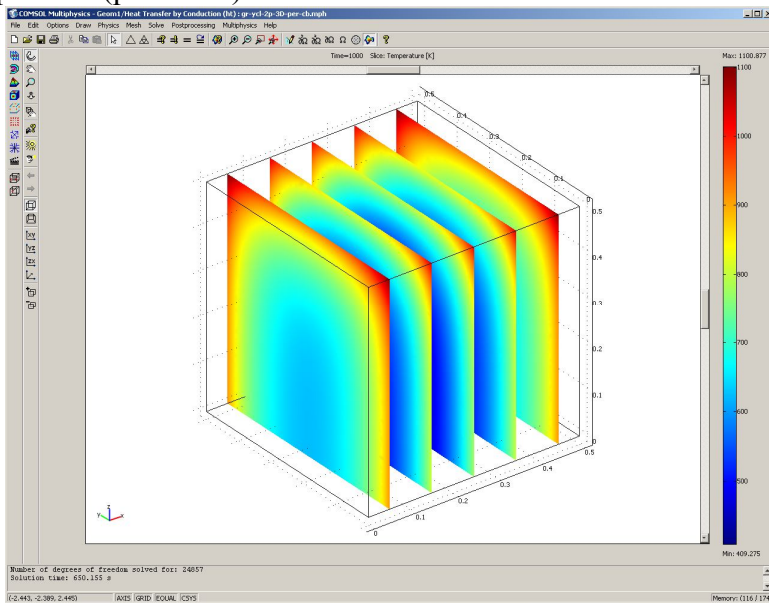 COMSOL Multiphysics - Geom1/Heat Transfer by Conduction (ht) : gr-ycl-2p-3D-per-cb.mph
File Edit Options Draw Physics Mesh Solve Postprocessing Multiphysics Help
Time=1000 Slice: Temperature [K]
Max: 1100.877
1100
1000
900
800
700
600
500
Min: 409.275
0.5
0.4
0.3
0.2
0.1
0
0.5
0.4
0.3
0.2
0.1
0
0.5
0.4
0.3
0.2
0.1
0
z
y x
Number of degrees of freedom solved for: 24857
Solution time: 650.155 s
(-2.443, -2.389, 2.445) AXIS GRID EQUAL CSYS Memory: (116 / 174